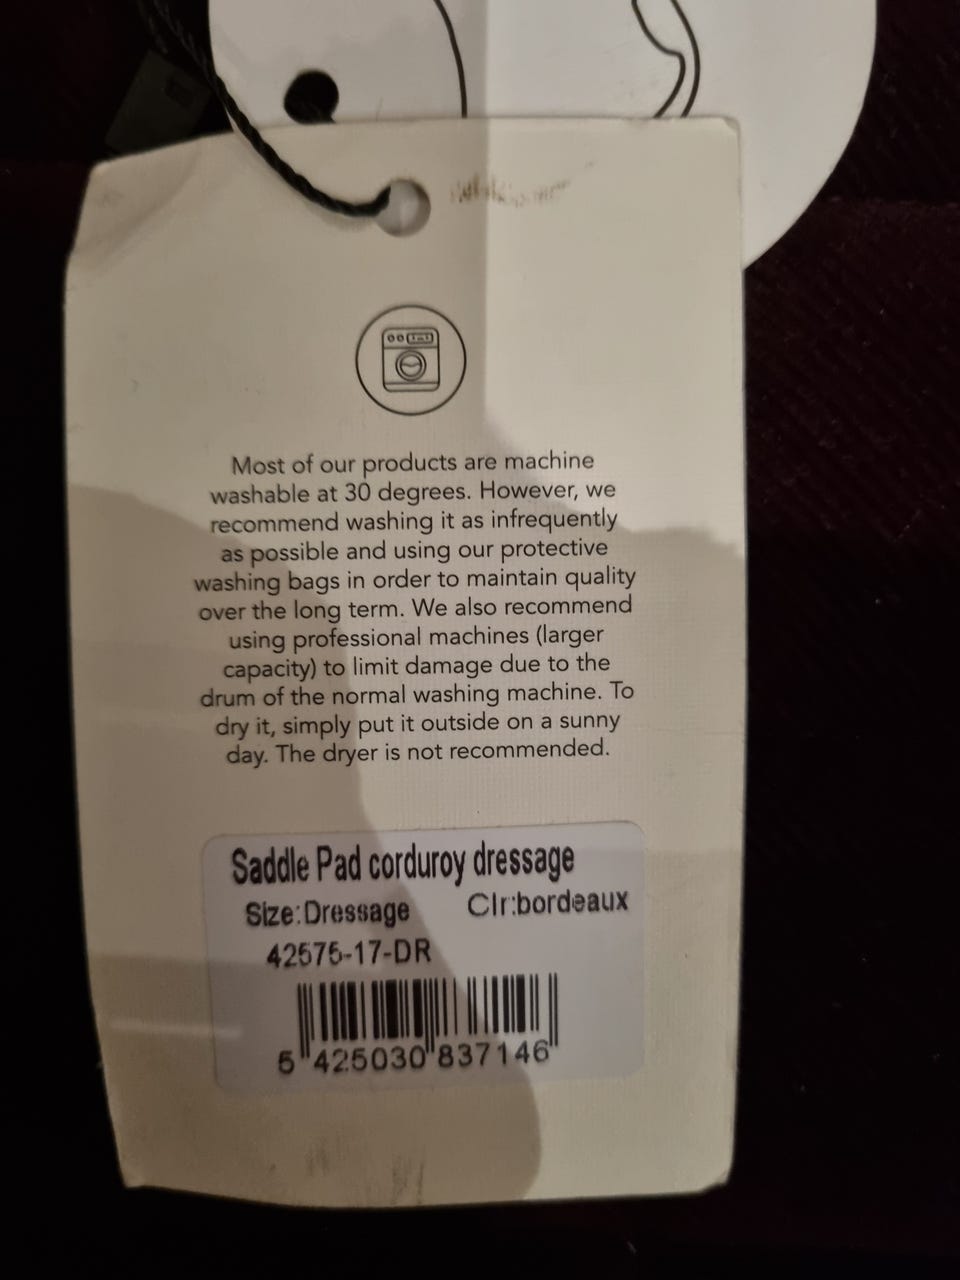 Most of our products are machine
washable at 30 degrees. However, we
recommend washing it as infrequently
as possible and using our protective
washing bags in order to maintain quality
over the long term. We also recommend
using professional machines (larger
capacity) to limit damage due to the
drum of the normal washing machine. To
dry it, simply put it outside on a sunny
day. The dryer is not recommended.
Saddle Pad corduroy dressage
Size:Dressage Clr:bordeaux
42575-17-DR
5 425030 837146